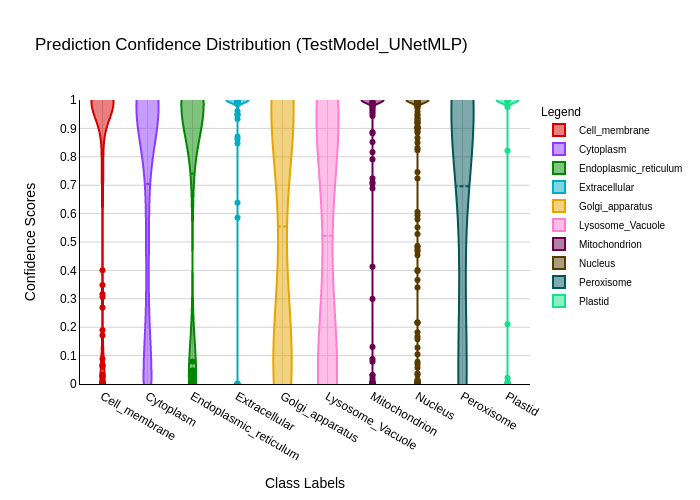 Prediction Confidence Distribution (TestModel_UNetMLP)
Confidence Scores
1
0.9
0.8
0.7
0.6
0.5
0.4
0.3
0.2
0.1
0
Cell_membrane
Cytoplasm
Endoplasmic_reticulum
Extracellular
Golgi_apparatus
Lysosome_Vacuole
Mitochondrion
Nucleus
Peroxisome
Plastid
Class Labels
Legend
Cell_membrane
Cytoplasm
Endoplasmic_reticulum
Extracellular
Golgi_apparatus
Lysosome_Vacuole
Mitochondrion
Nucleus
Peroxisome
Plastid